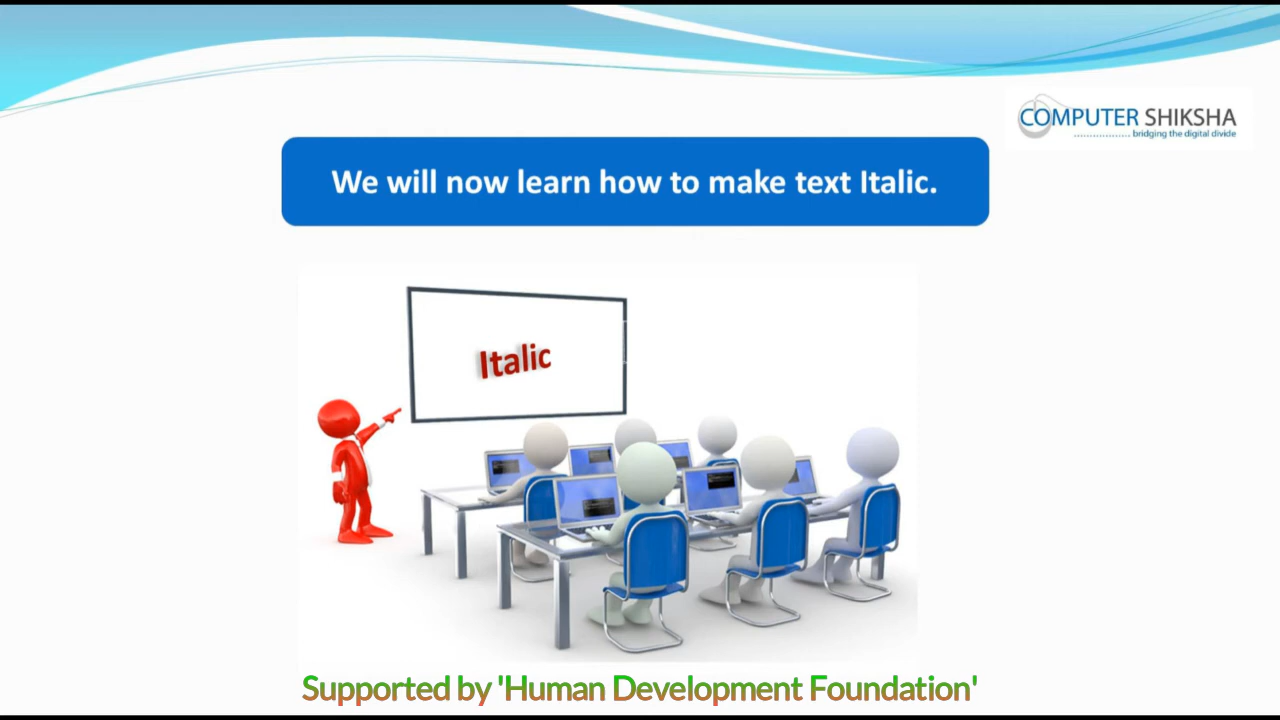 COMPUTER SHIKSHA
bridging the digital divide
We will now learn how to make text Italic.
Italic
Supported by 'Human Development Foundation'